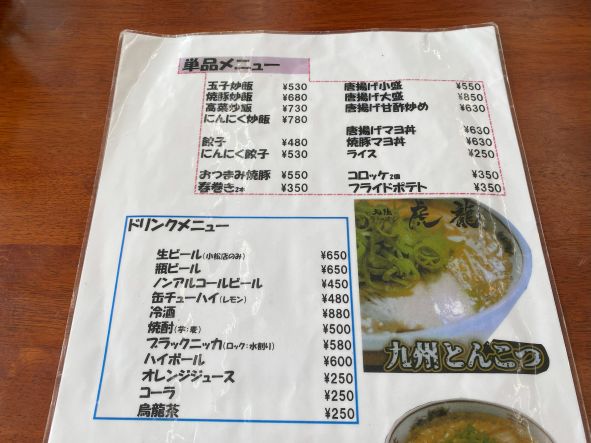 単品メニュー
玉子炒飯 ¥530
焼豚炒飯 ¥680
高菜炒飯 ¥730
にんにく炒飯 ¥780
餃子 ¥480
にんにく餃子 ¥530
おつまみ焼豚 ¥550
春巻き2本 ¥350
唐揚げ小盛 ¥550
唐揚げ大盛 ¥850
唐揚げ甘酢炒め ¥630
唐揚げマヨ丼 ¥630
焼豚マヨ丼 ¥630
ライス ¥250
コロッケ2個 ¥350
フライドポテト ¥350
ドリンクメニュー
生ビール(小松店のみ) ¥650
瓶ビール ¥650
ノンアルコールビール ¥450
缶チューハイ(レモン) ¥480
冷酒 ¥880
焼酎(芋:麦) ¥500
ブラックニッカ(ロック:水割り) ¥580
ハイボール ¥600
オレンジジュース ¥250
コーラ ¥250
烏龍茶 ¥250
虎龍
九州とんこつ